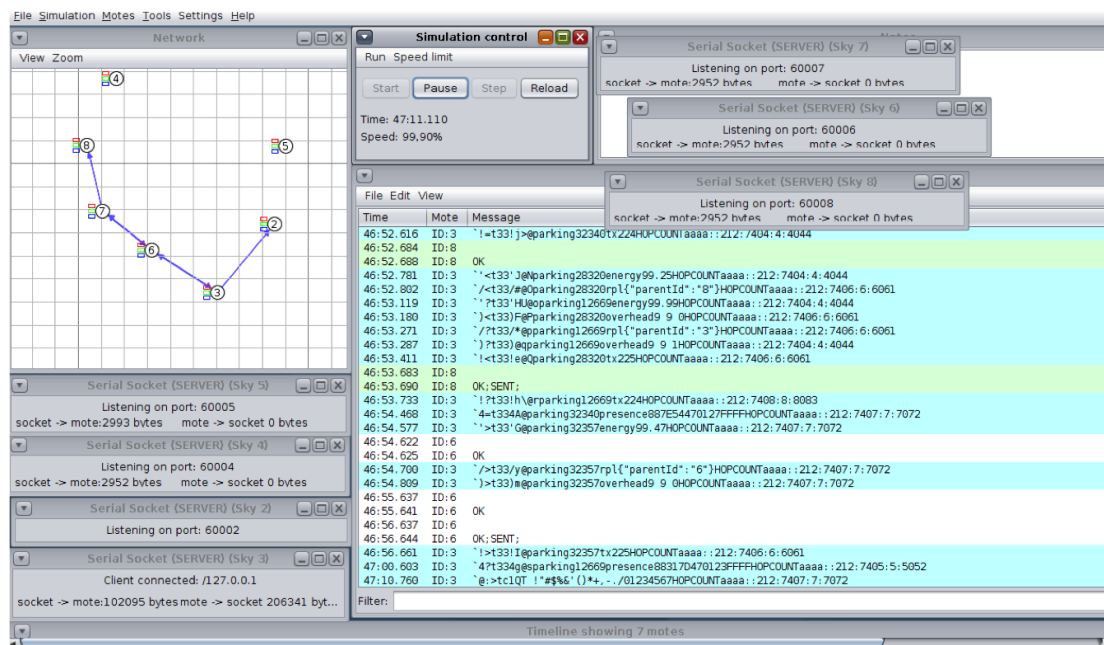 File Simulation Motes Tools Settings Help
Network
View Zoom
4
8
5
7
2
6
3
Simulation control
Run Speed limit
Start Pause Step Reload
Time: 47:11.110
Speed: 99,90%
Serial Socket (SERVER) (Sky 7)
Listening on port: 60007
socket -> mote:2952 bytes mote -> socket 0 bytes
Serial Socket (SERVER) (Sky 6)
Listening on port: 60006
socket -> mote:2952 bytes mote -> socket 0 bytes
Serial Socket (SERVER) (Sky 8)
Listening on port: 60008
socket -> mote:2952 bytes mote -> socket 0 bytes
File Edit View
Time Mote Message
46:52.616 ID:3 `!=t33!j>@parking32340tx224HOPCOUNTaaaa::212:7404:4:4044
46:52.684 ID:8
46:52.688 ID:8 OK
46:52.781 ID:3 `'<t33'J@Nparking28320energy99.25HOPCOUNTaaaa::212:7404:4:4044
46:52.802 ID:3 `/<t33/#@Oparking28320rpl{"parentId":"8"}HOPCOUNTaaaa::212:7406:6:6061
46:53.119 ID:3 `'?t33'HU@oparking12669energy99.99HOPCOUNTaaaa::212:7404:4:4044
46:53.180 ID:3 `)<t33)F@Pparking28320overhead9 9 0HOPCOUNTaaaa::212:7406:6:6061
46:53.271 ID:3 `/?t33/*@pparking12669rpl{"parentId":"3"}HOPCOUNTaaaa::212:7406:6:6061
46:53.287 ID:3 `)?t33)@qparking12669overhead9 9 1HOPCOUNTaaaa::212:7404:4:4044
46:53.411 ID:3 `!<t33!e@Qparking28320tx225HOPCOUNTaaaa::212:7406:6:6061
46:53.683 ID:8
46:53.690 ID:8 OK;SENT;
46:53.733 ID:3 `!?t33!h\@rparking12669tx224HOPCOUNTaaaa::212:7408:8:8083
46:54.468 ID:3 `4=t334A@parking32340presence887E54470127FFFFHOPCOUNTaaaa::212:7407:7:7072
46:54.577 ID:3 `'>t33'G@parking32357energy99.47HOPCOUNTaaaa::212:7407:7:7072
46:54.622 ID:6
46:54.625 ID:6 OK
46:54.700 ID:3 `/>t33/y@parking32357rpl{"parentId":"6"}HOPCOUNTaaaa::212:7407:7:7072
46:54.809 ID:3 `)>t33)m@parking32357overhead9 9 0HOPCOUNTaaaa::212:7407:7:7072
46:55.637 ID:6
46:55.641 ID:6 OK
46:56.637 ID:6
46:56.644 ID:6 OK;SENT;
46:56.661 ID:3 `!>t33!I@parking32357tx225HOPCOUNTaaaa::212:7406:6:6061
47:00.603 ID:3 `4?t334g@sparking12669presence88317D470123FFFFHOPCOUNTaaaa::212:7405:5:5052
47:10.760 ID:3 `@:>tc1QT !"#$%&'()*+,-./01234567HOPCOUNTaaaa::212:7407:7:7072
Filter:
Serial Socket (SERVER) (Sky 5)
Listening on port: 60005
socket -> mote:2993 bytes mote -> socket 0 bytes
Serial Socket (SERVER) (Sky 4)
Listening on port: 60004
socket -> mote:2952 bytes mote -> socket 0 bytes
Serial Socket (SERVER) (Sky 2)
Listening on port: 60002
Serial Socket (SERVER) (Sky 3)
Client connected: /127.0.0.1
socket -> mote:102095 bytes mote -> socket 206341 byt...
Timeline showing 7 motes